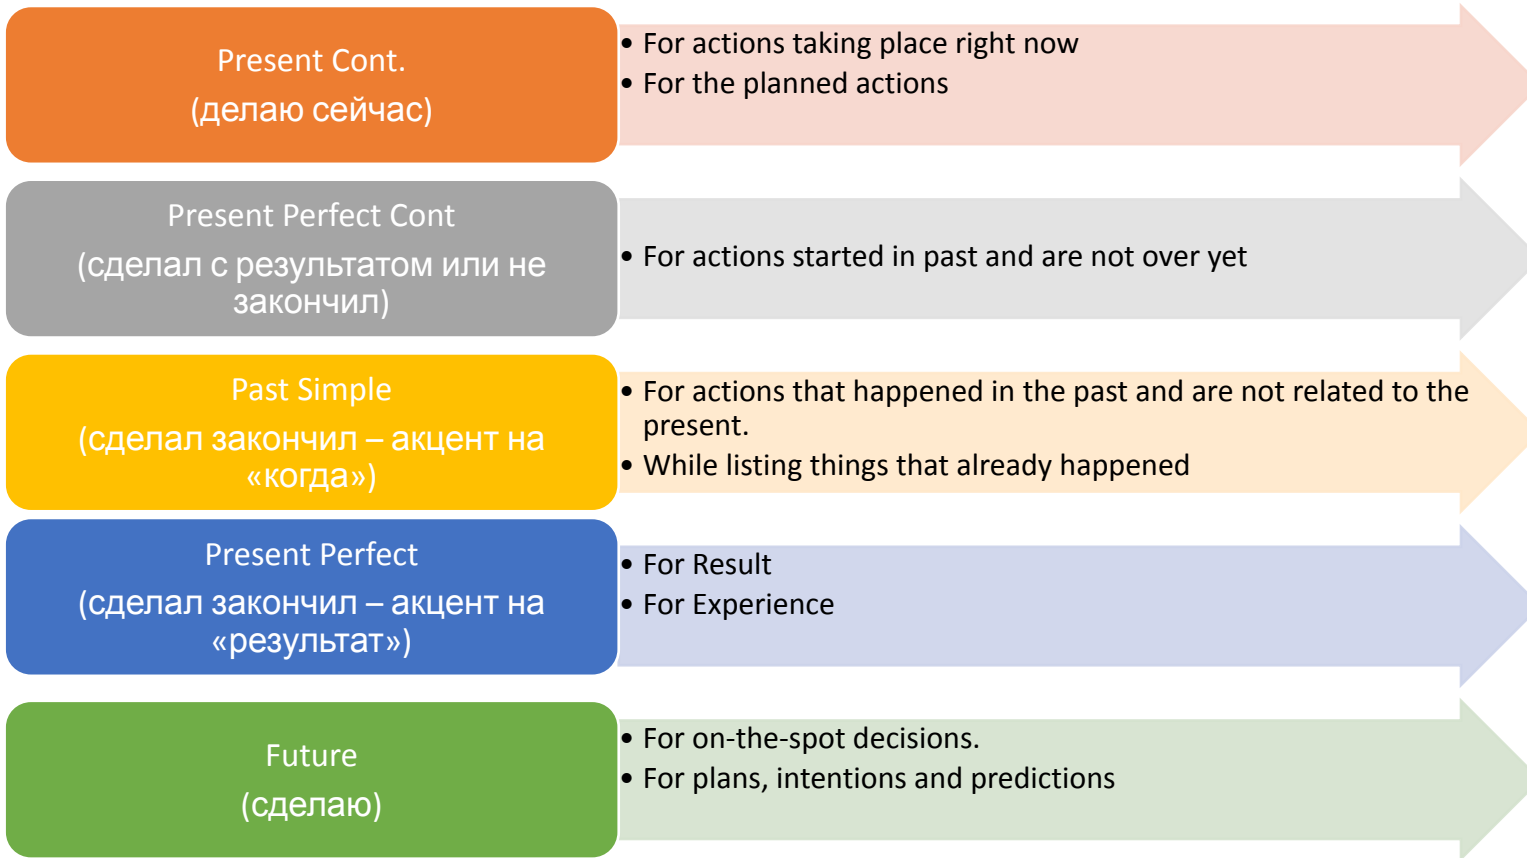 Present Cont.
(делаю сейчас)
• For actions taking place right now
• For the planned actions
Present Perfect Cont
(сделал с результатом или не
закончил)
• For actions started in past and are not over yet
Past Simple
(сделал закончил – акцент на
«когда»)
• For actions that happened in the past and are not related to the
present.
• While listing things that already happened
Present Perfect
(сделал закончил – акцент на
«результат»)
• For Result
• For Experience
Future
(сделаю)
• For on-the-spot decisions.
• For plans, intentions and predictions